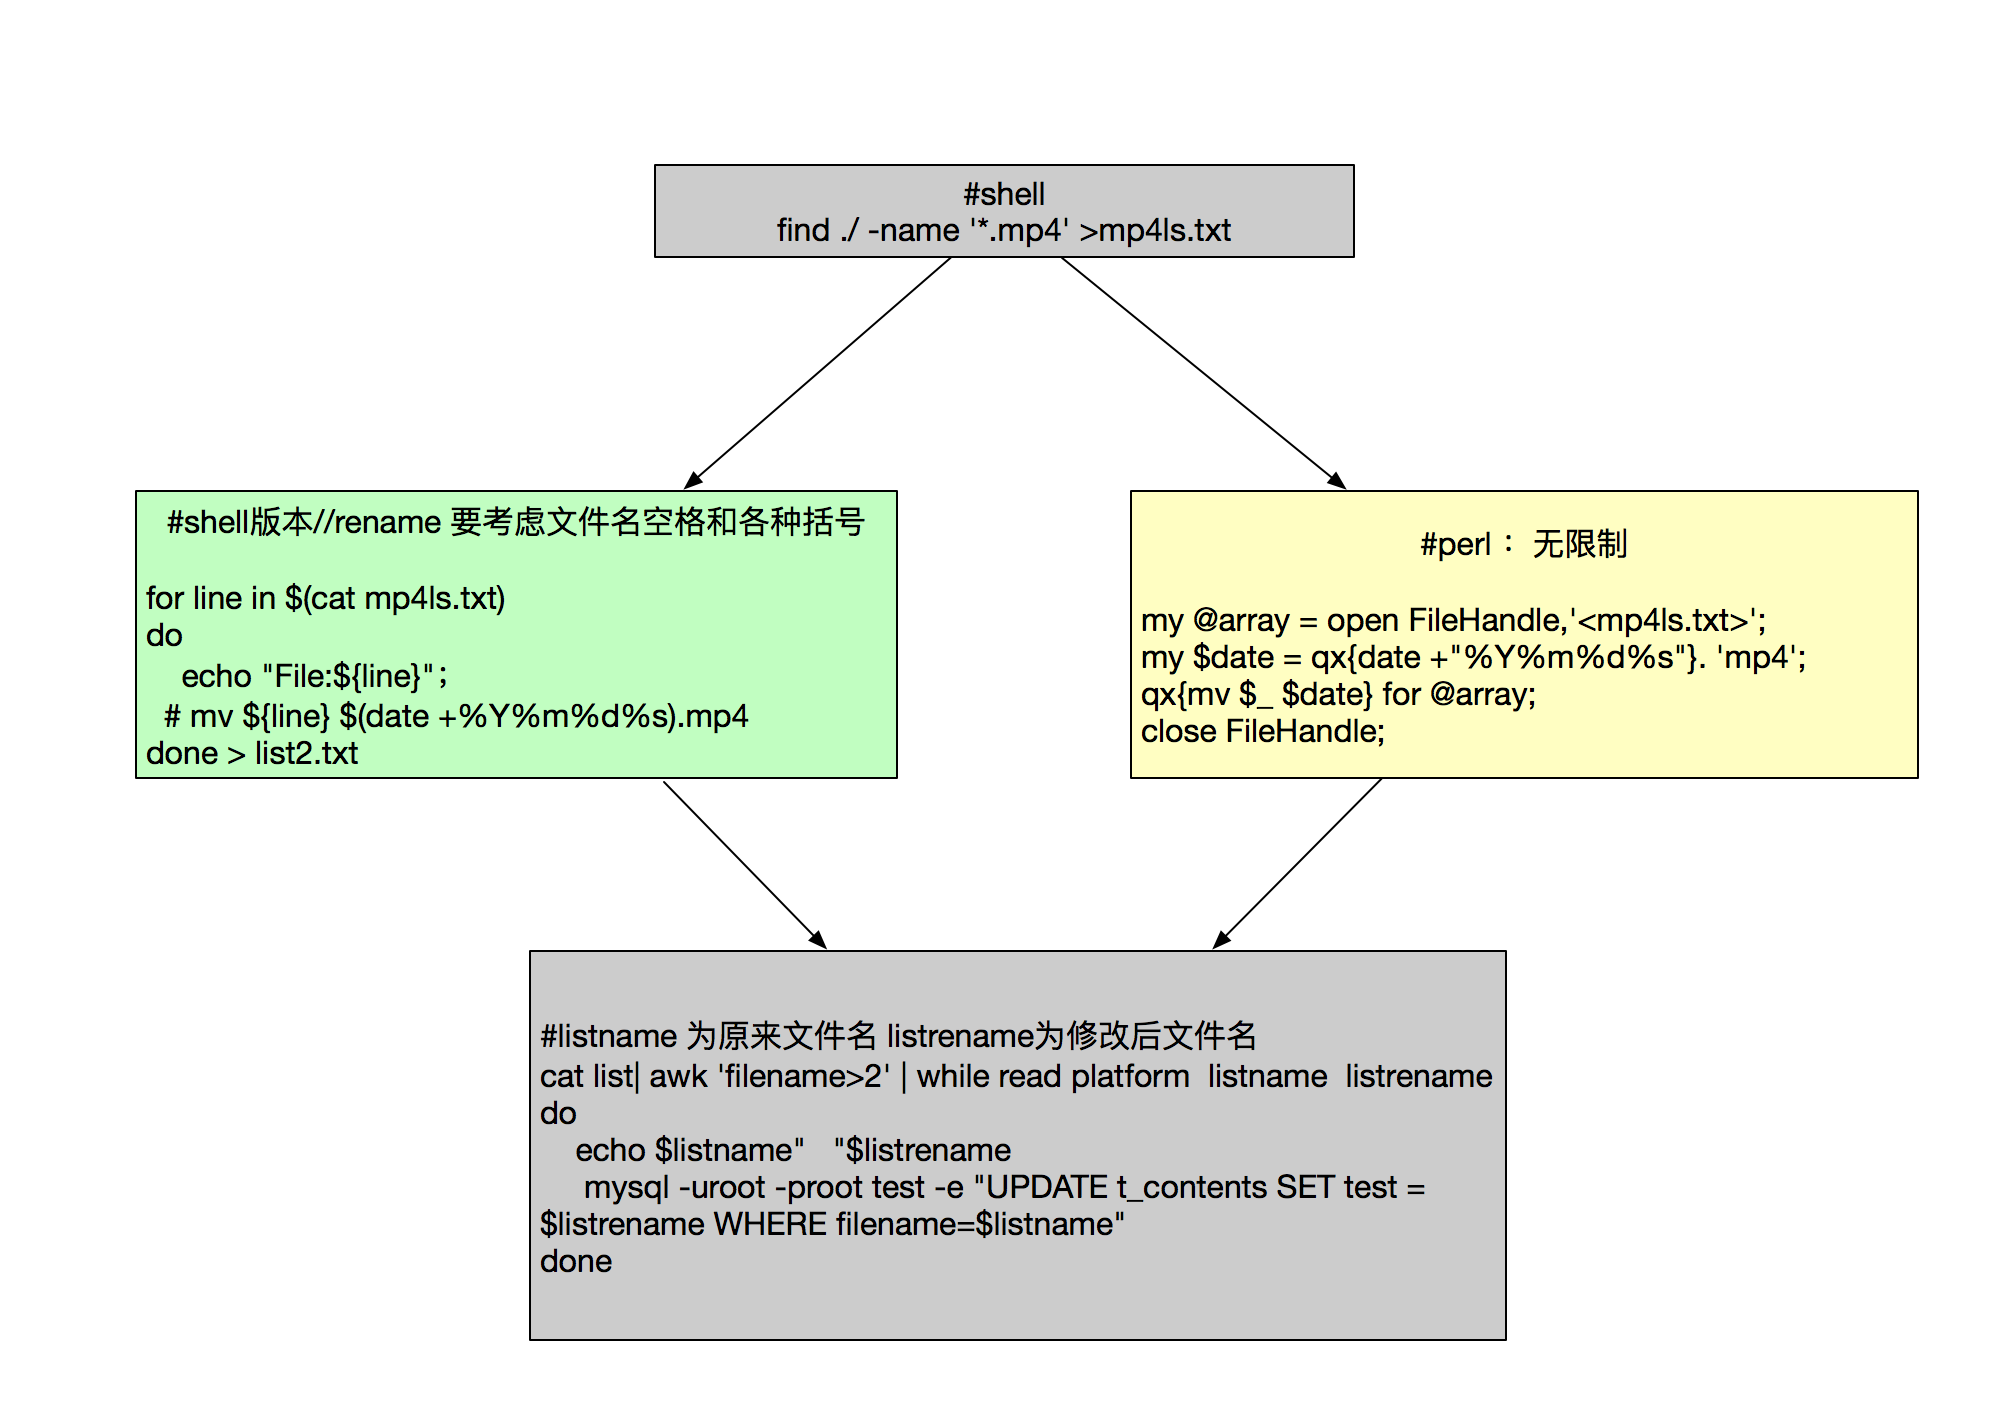 #shell
find ./ -name '*.mp4' >mp4ls.txt
#shell版本//rename 要考虑文件名空格和各种括号
for line in $(cat mp4ls.txt)
do
echo "File:${line}"；
# mv ${line} $(date +%Y%m%d%s).mp4
done > list2.txt
#perl： 无限制
my @array = open FileHandle,'<mp4ls.txt>';
my $date = qx{date +"%Y%m%d%s"}. 'mp4';
qx{mv $_ $date} for @array;
close FileHandle;
#listname 为原来文件名 listrename为修改后文件名
cat list| awk 'filename>2' | while read platform  listname  listrename
do
echo $listname"   "$listrename
mysql -uroot -proot test -e "UPDATE t_contents SET test =
$listrename WHERE filename=$listname"
done